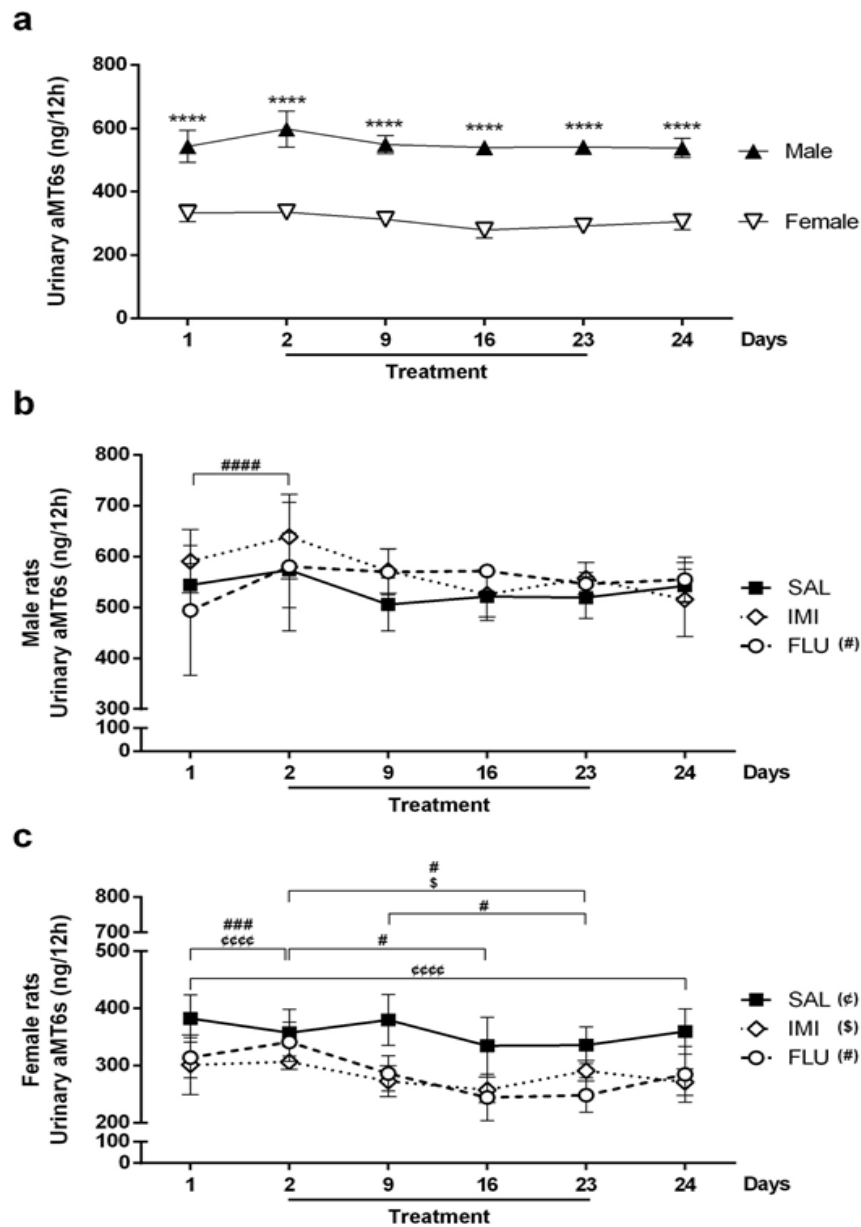 a
Urinary aMT6s (ng/12h)
800
600
400
200
0
**** **** **** **** **** ****
Male
Female
1 2 9 16 23 24 Days
Treatment
b
Male rats
Urinary aMT6s (ng/12h)
800
700
600
500
400
300
100
0
####
SAL
IMI
FLU (#)
1 2 9 16 23 24 Days
Treatment
c
Female rats
Urinary aMT6s (ng/12h)
800
700
500
400
300
200
100
0
#
$
#
###
¢¢¢¢
#
¢¢¢¢
SAL (¢)
IMI ($)
FLU (#)
1 2 9 16 23 24 Days
Treatment